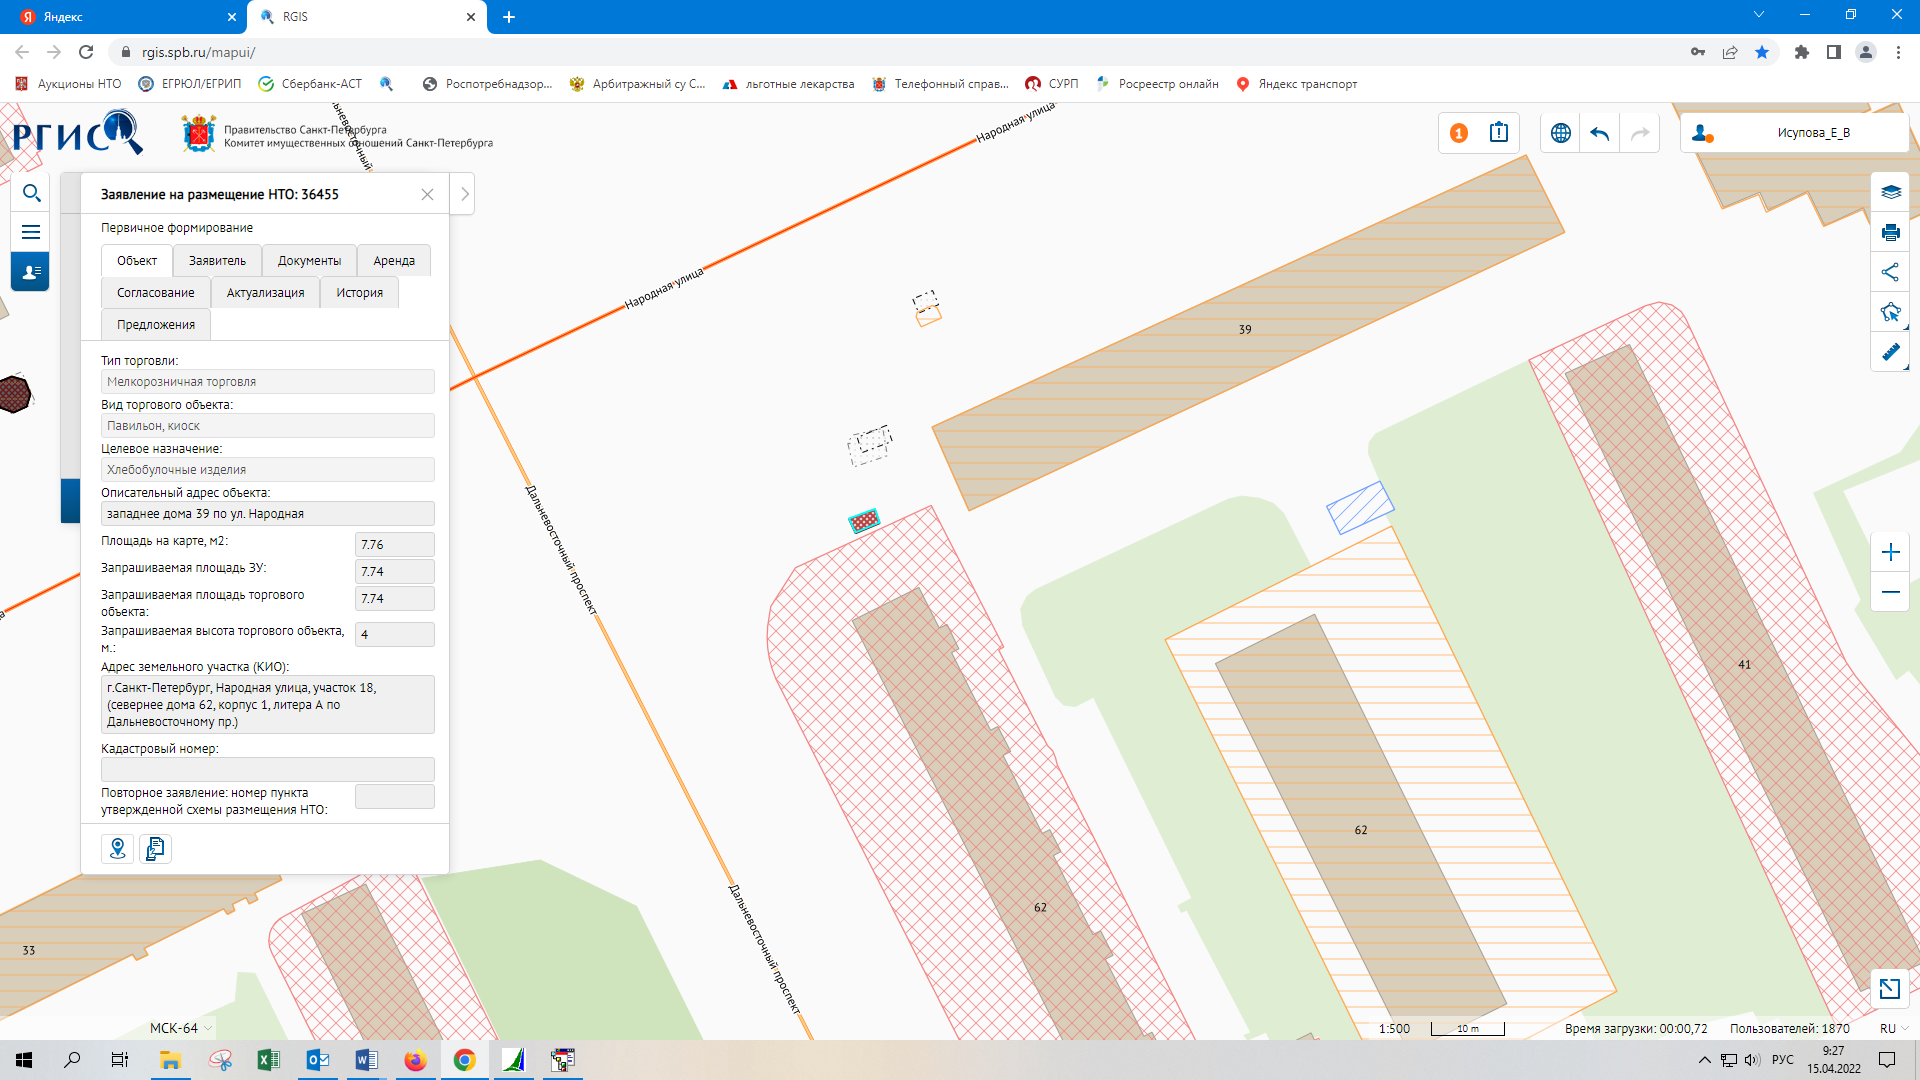 Яндекс
RGIS
rgis.spb.ru/mapui/
Аукционы НТО
ЕГРЮЛ/ЕГРИП
Сбербанк-АСТ
Роспотребнадзор...
Арбитражный су С...
льготные лекарства
Телефонный справ...
СУРП
Росреестр онлайн
Яндекс транспорт
РГИС
Правительство Санкт-Петербурга
Комитет имущественных отношений Санкт-Петербурга
1
Исупова_Е_В
Заявление на размещение НТО: 36455
Первичное формирование
Объект
Заявитель
Документы
Аренда
Согласование
Актуализация
История
Предложения
Тип торговли:
Мелкорозничная торговля
Вид торгового объекта:
Павильон, киоск
Целевое назначение:
Хлебобулочные изделия
Описательный адрес объекта:
западнее дома 39 по ул. Народная
Площадь на карте, м2:
7.76
Запрашиваемая площадь ЗУ:
7.74
Запрашиваемая площадь торгового
объекта:
7.74
Запрашиваемая высота торгового объекта,
м.:
4
Адрес земельного участка (КИО):
г.Санкт-Петербург, Народная улица, участок 18,
(севернее дома 62, корпус 1, литера А по
Дальневосточному пр.)
Кадастровый номер:
Повторное заявление: номер пункта
утвержденной схемы размещения НТО:
Народная улица
Народная улица
Дальневосточный проспект
Дальневосточный проспект
39
41
62
62
33
МСК-64
1:500
10 m
Время загрузки: 00:00,72
Пользователей: 1870
RU
РУС
9:27
15.04.2022